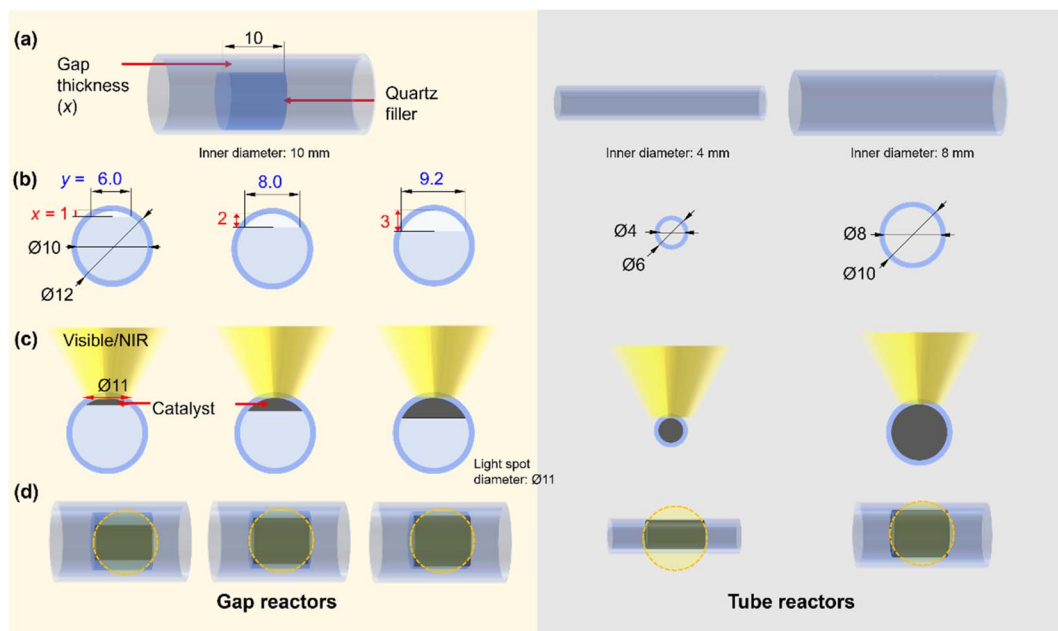 (a)
10
Gap
thickness
(x)
Quartz
filler
Inner diameter: 10 mm
Inner diameter: 4 mm
Inner diameter: 8 mm
(b)
y = 6.0
8.0
9.2
x = 1
2
3
Ø10
Ø12
Ø4
Ø6
Ø8
Ø10
(c)
Visible/NIR
Ø11
Catalyst
Light spot
diameter: Ø11
(d)
Gap reactors
Tube reactors